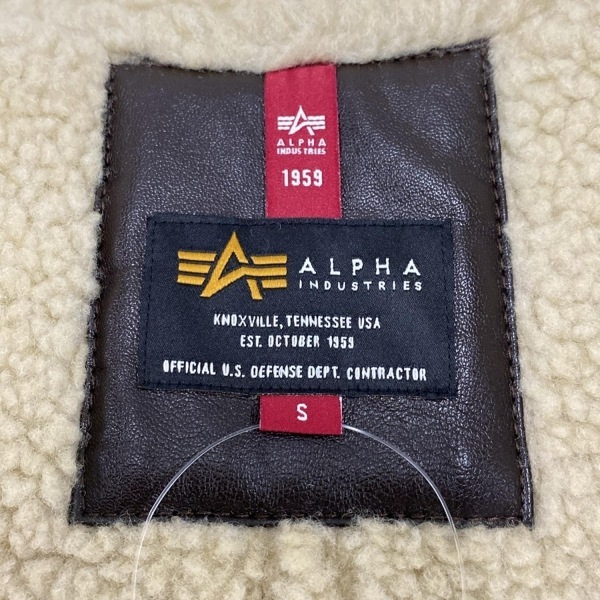 ALPHA
INDUSTRIES
1959
ALPHA
INDUSTRIES
KNOXVILLE, TENNESSEE USA
EST. OCTOBER 1959
OFFICIAL U.S. DEFENSE DEPT. CONTRACTOR
S